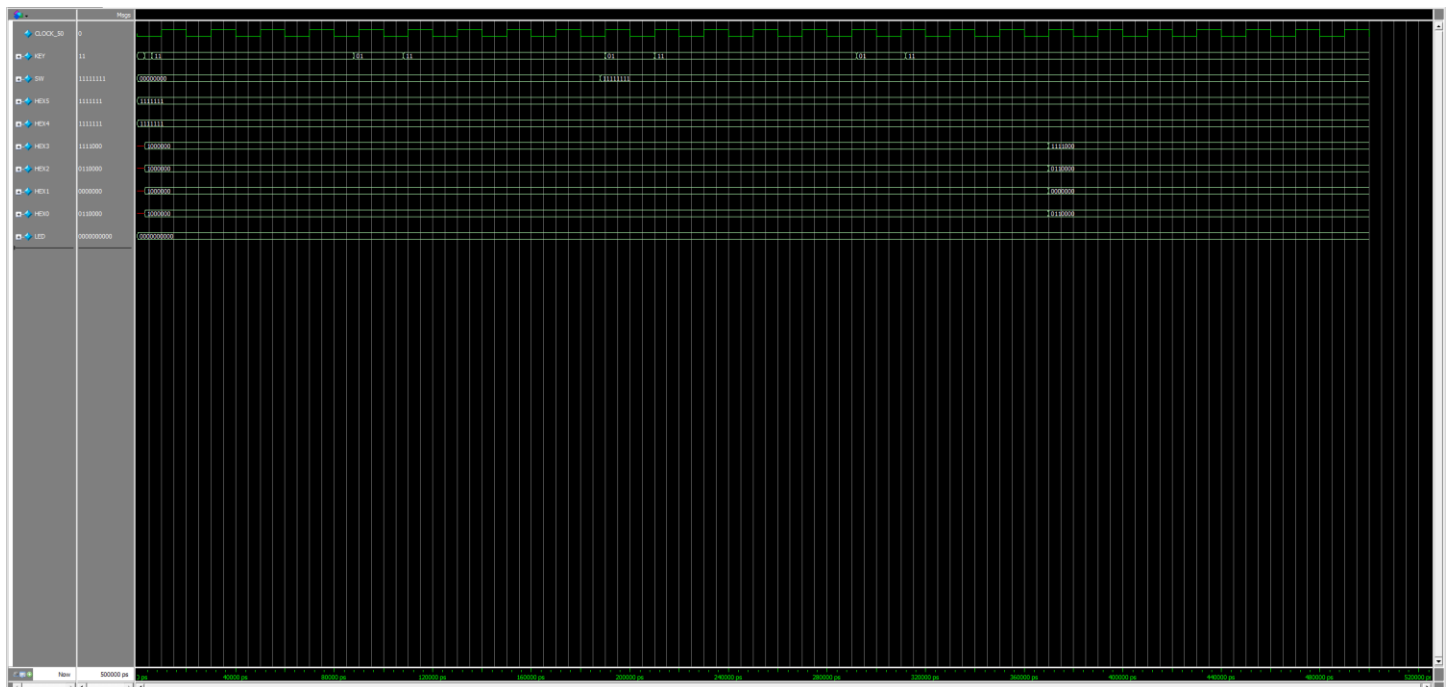 Msgs
CLOCK_50 0
KEY 11 11 01 11 01 11 01 11
SW 11111111 00000000 11111111
HEX5 1111111 1111111
HEX4 1111111 1111111
HEX3 1111000 1000000 1111000
HEX2 0110000 1000000 0110000
HEX1 0000000 1000000 0000000
HEX0 0110000 1000000 0110000
LED 0000000000 0000000000
Now 500000 ps 40000 ps 80000 ps 120000 ps 160000 ps 200000 ps 240000 ps 280000 ps 320000 ps 360000 ps 400000 ps 440000 ps 480000 ps 520000 ps